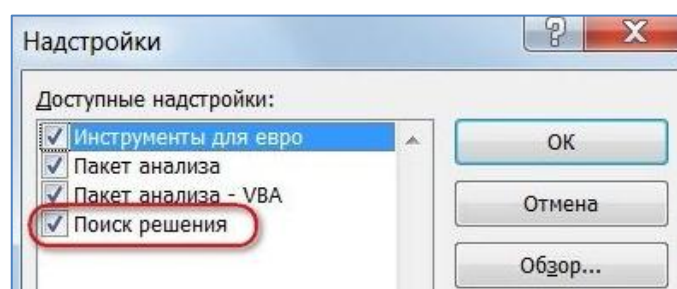 Надстройки
Доступные надстройки:
Инструменты для евро
Пакет анализа
Пакет анализа - VBA
Поиск решения
ОК
Отмена
Обзор...